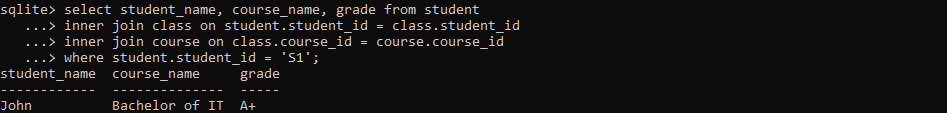 sqlite> select student_name, course_name, grade from student
   ...> inner join class on student.student_id = class.student_id
   ...> inner join course on class.course_id = course.course_id
   ...> where student.student_id = 'S1';
student_name  course_name     grade
------------  --------------  -----
John          Bachelor of IT  A+